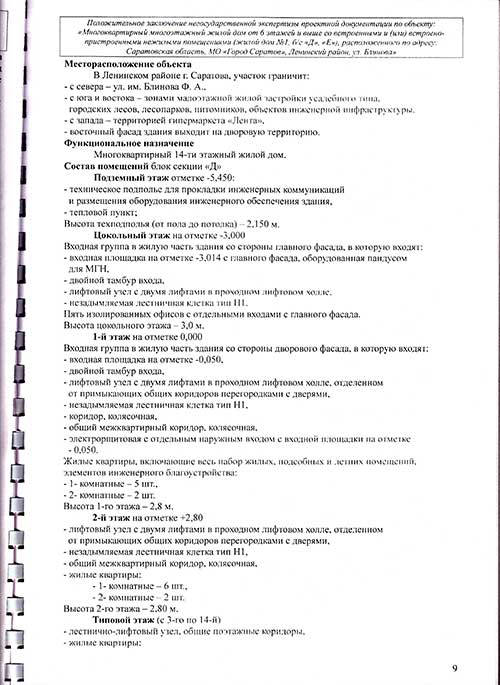 Положительное заключение негосударственной экспертизы проектной документации по объекту:
«Многоквартирный многоэтажный жилой дом от 6 этажей и выше со встроенными и (или) встроено-
пристроенными нежилыми помещениями (жилой дом №1, б/с «Д», «Е»), расположенного по адресу:
Саратовская область, МО «Город Саратов», Ленинский район, ул. Блинова»
Месторасположение объекта
В Ленинском районе г. Саратова, участок граничит:
- с севера – ул. им. Блинова Ф. А.,
- с юга и востока – зонами малоэтажной жилой застройки усадебного типа,
городских лесов, лесопарков, питомников, объектов инженерной инфраструктуры.
- с запада – территорией гипермаркета «Лента».
- восточный фасад здания выходит на дворовую территорию.
Функциональное назначение
Многоквартирный 14-ти этажный жилой дом.
Состав помещений блок секции «Д»
Подземный этаж отметке -5,450:
- техническое подполье для прокладки инженерных коммуникаций
и размещения оборудования инженерного обеспечения здания,
- тепловой пункт;
Высота техподполья (от пола до потолка) – 2,150 м.
Цокольный этаж на отметке -3,000
Входная группа в жилую часть здания со стороны главного фасада, в которую входят:
- входная площадка на отметке -3,014 с главного фасада, оборудованная пандусом
для МГН,
- двойной тамбур входа,
- лифтовый узел с двумя лифтами в проходном лифтовом холле,
- незадымляемая лестничная клетка тип Н1.
Пять изолированных офисов с отдельными входами с главного фасада.
Высота цокольного этажа – 3,0 м.
1-й этаж на отметке 0,000
Входная группа в жилую часть здания со стороны дворового фасада, в которую входят:
- входная площадка на отметке -0,050,
- двойной тамбур входа,
- лифтовый узел с двумя лифтами в проходном лифтовом холле, отделенном
от примыкающих общих коридоров перегородками с дверями,
- незадымляемая лестничная клетка тип Н1,
- коридор, колясочная,
- общий межквартирный коридор, колясочная,
- электрощитовая с отдельным наружным входом с входной площадки на отметке
- 0,050.
Жилые квартиры, включающие весь набор жилых, подсобных и летних помещений,
элементов инженерного благоустройства:
- 1- комнатные – 5 шт.,
- 2- комнатные – 2 шт.
Высота 1-го этажа – 2,8 м.
2-й этаж на отметке +2,80
- лифтовый узел с двумя лифтами в проходном лифтовом холле, отделенном
от примыкающих общих коридоров перегородками с дверями,
- незадымляемая лестничная клетка тип Н1,
- общий межквартирный коридор, колясочная,
- жилые квартиры:
- 1- комнатные – 6 шт.,
- 2- комнатные – 2 шт.
Высота 2-го этажа – 2,80 м.
Типовой этаж (с 3-го по 14-й)
- лестнично-лифтовый узел, общие поэтажные коридоры,
- жилые квартиры:
9